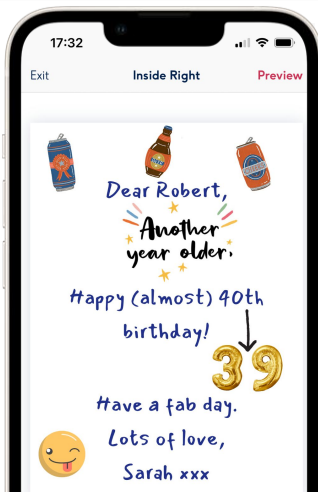 17:32
Exit Inside Right Preview
Dear Robert,
Another
year older.
Happy (almost) 40th
birthday!
39
Have a fab day.
Lots of love,
Sarah xxx